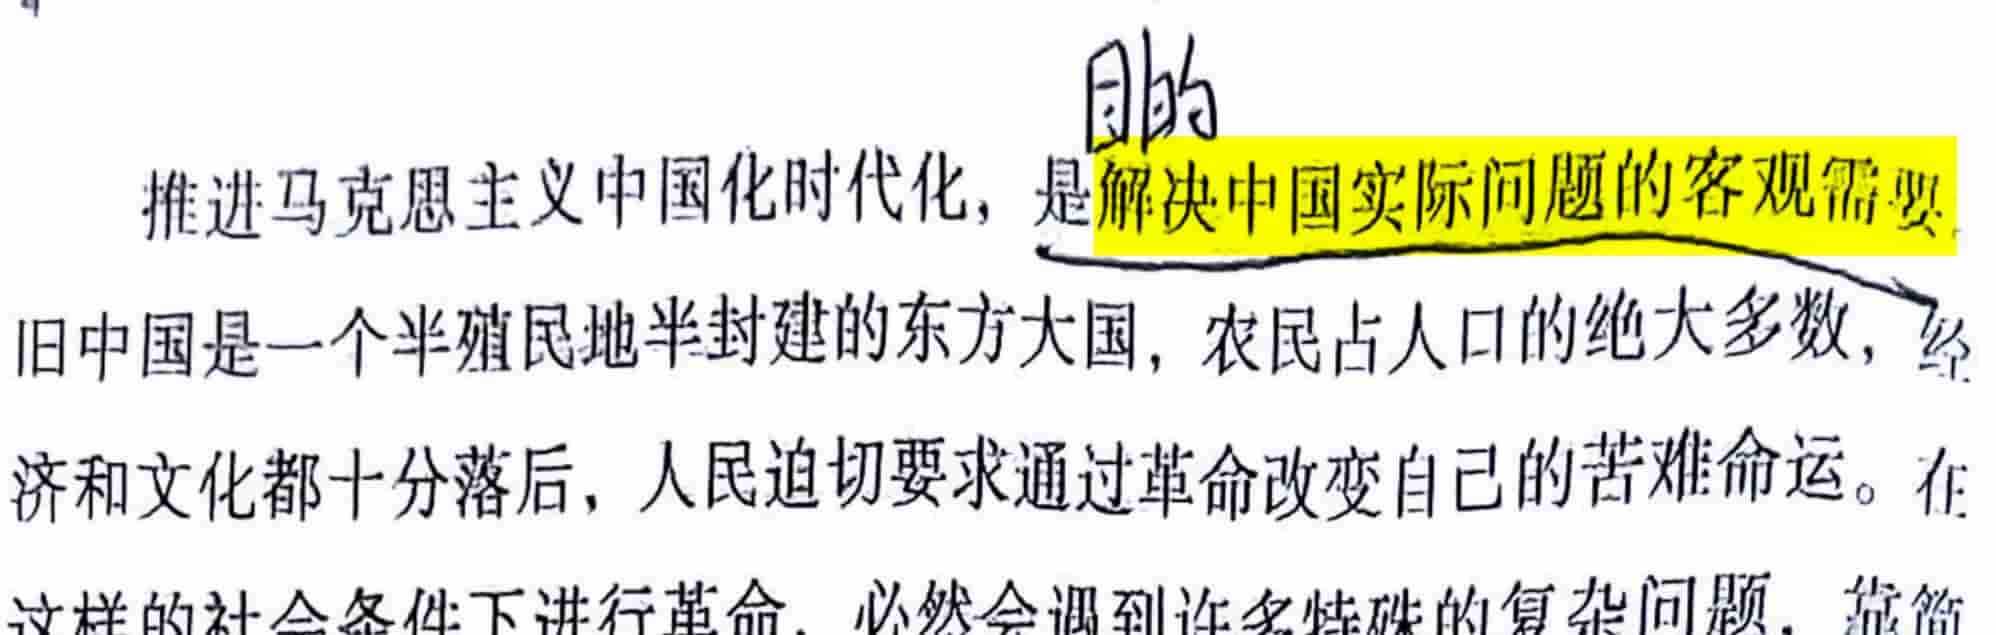 目的
推进马克思主义中国化时代化，是解决中国实际问题的客观需要.
旧中国是一个半殖民地半封建的东方大国，农民占人口的绝大多数，经
济和文化都十分落后，人民迫切要求通过革命改变自己的苦难命运。在
这样的社会条件下进行革命，必然会遇到许多特殊的复杂问题，靠简